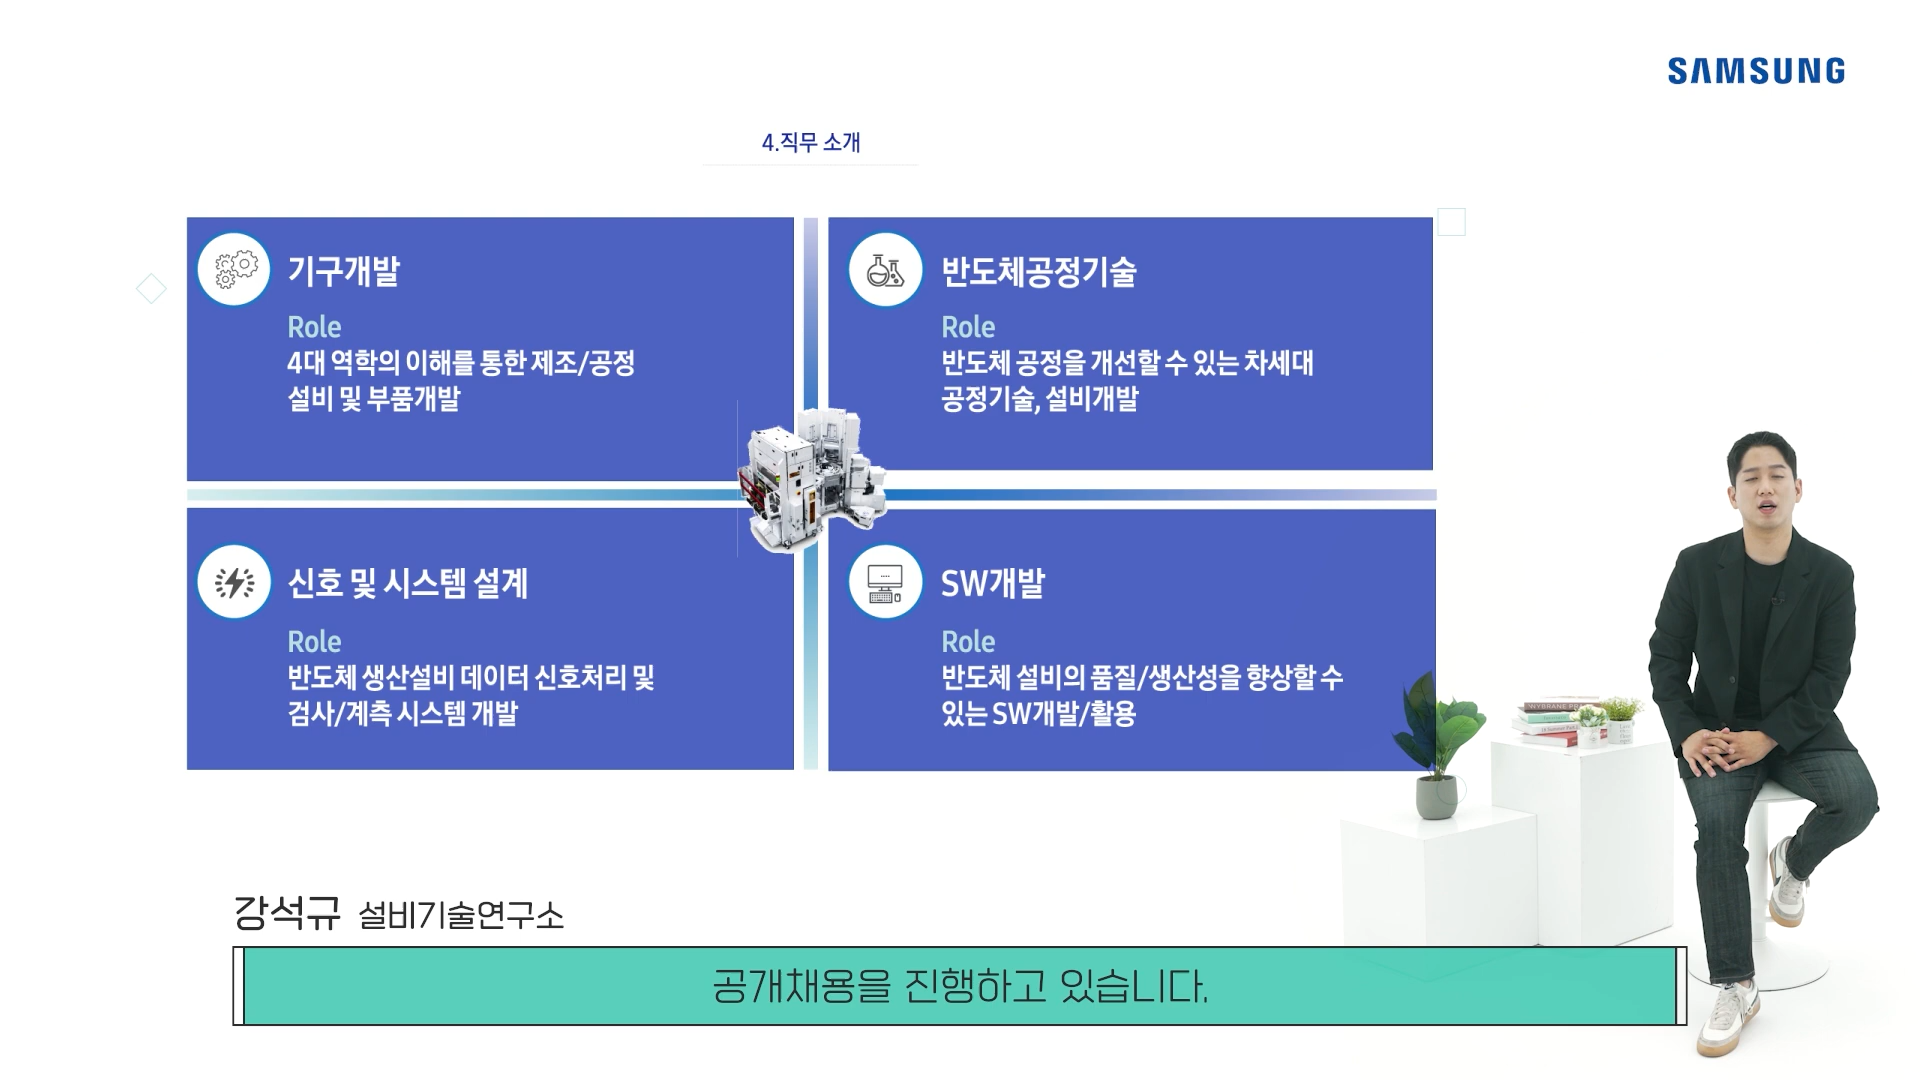 SAMSUNG
4.직무 소개
기구개발
Role
4대 역학의 이해를 통한 제조/공정
설비 및 부품개발
반도체공정기술
Role
반도체 공정을 개선할 수 있는 차세대
공정기술, 설비개발
신호 및 시스템 설계
Role
반도체 생산설비 데이터 신호처리 및
검사/계측 시스템 개발
SW개발
Role
반도체 설비의 품질/생산성을 향상할 수
있는 SW개발/활용
강석규 설비기술연구소
공개채용을 진행하고 있습니다.